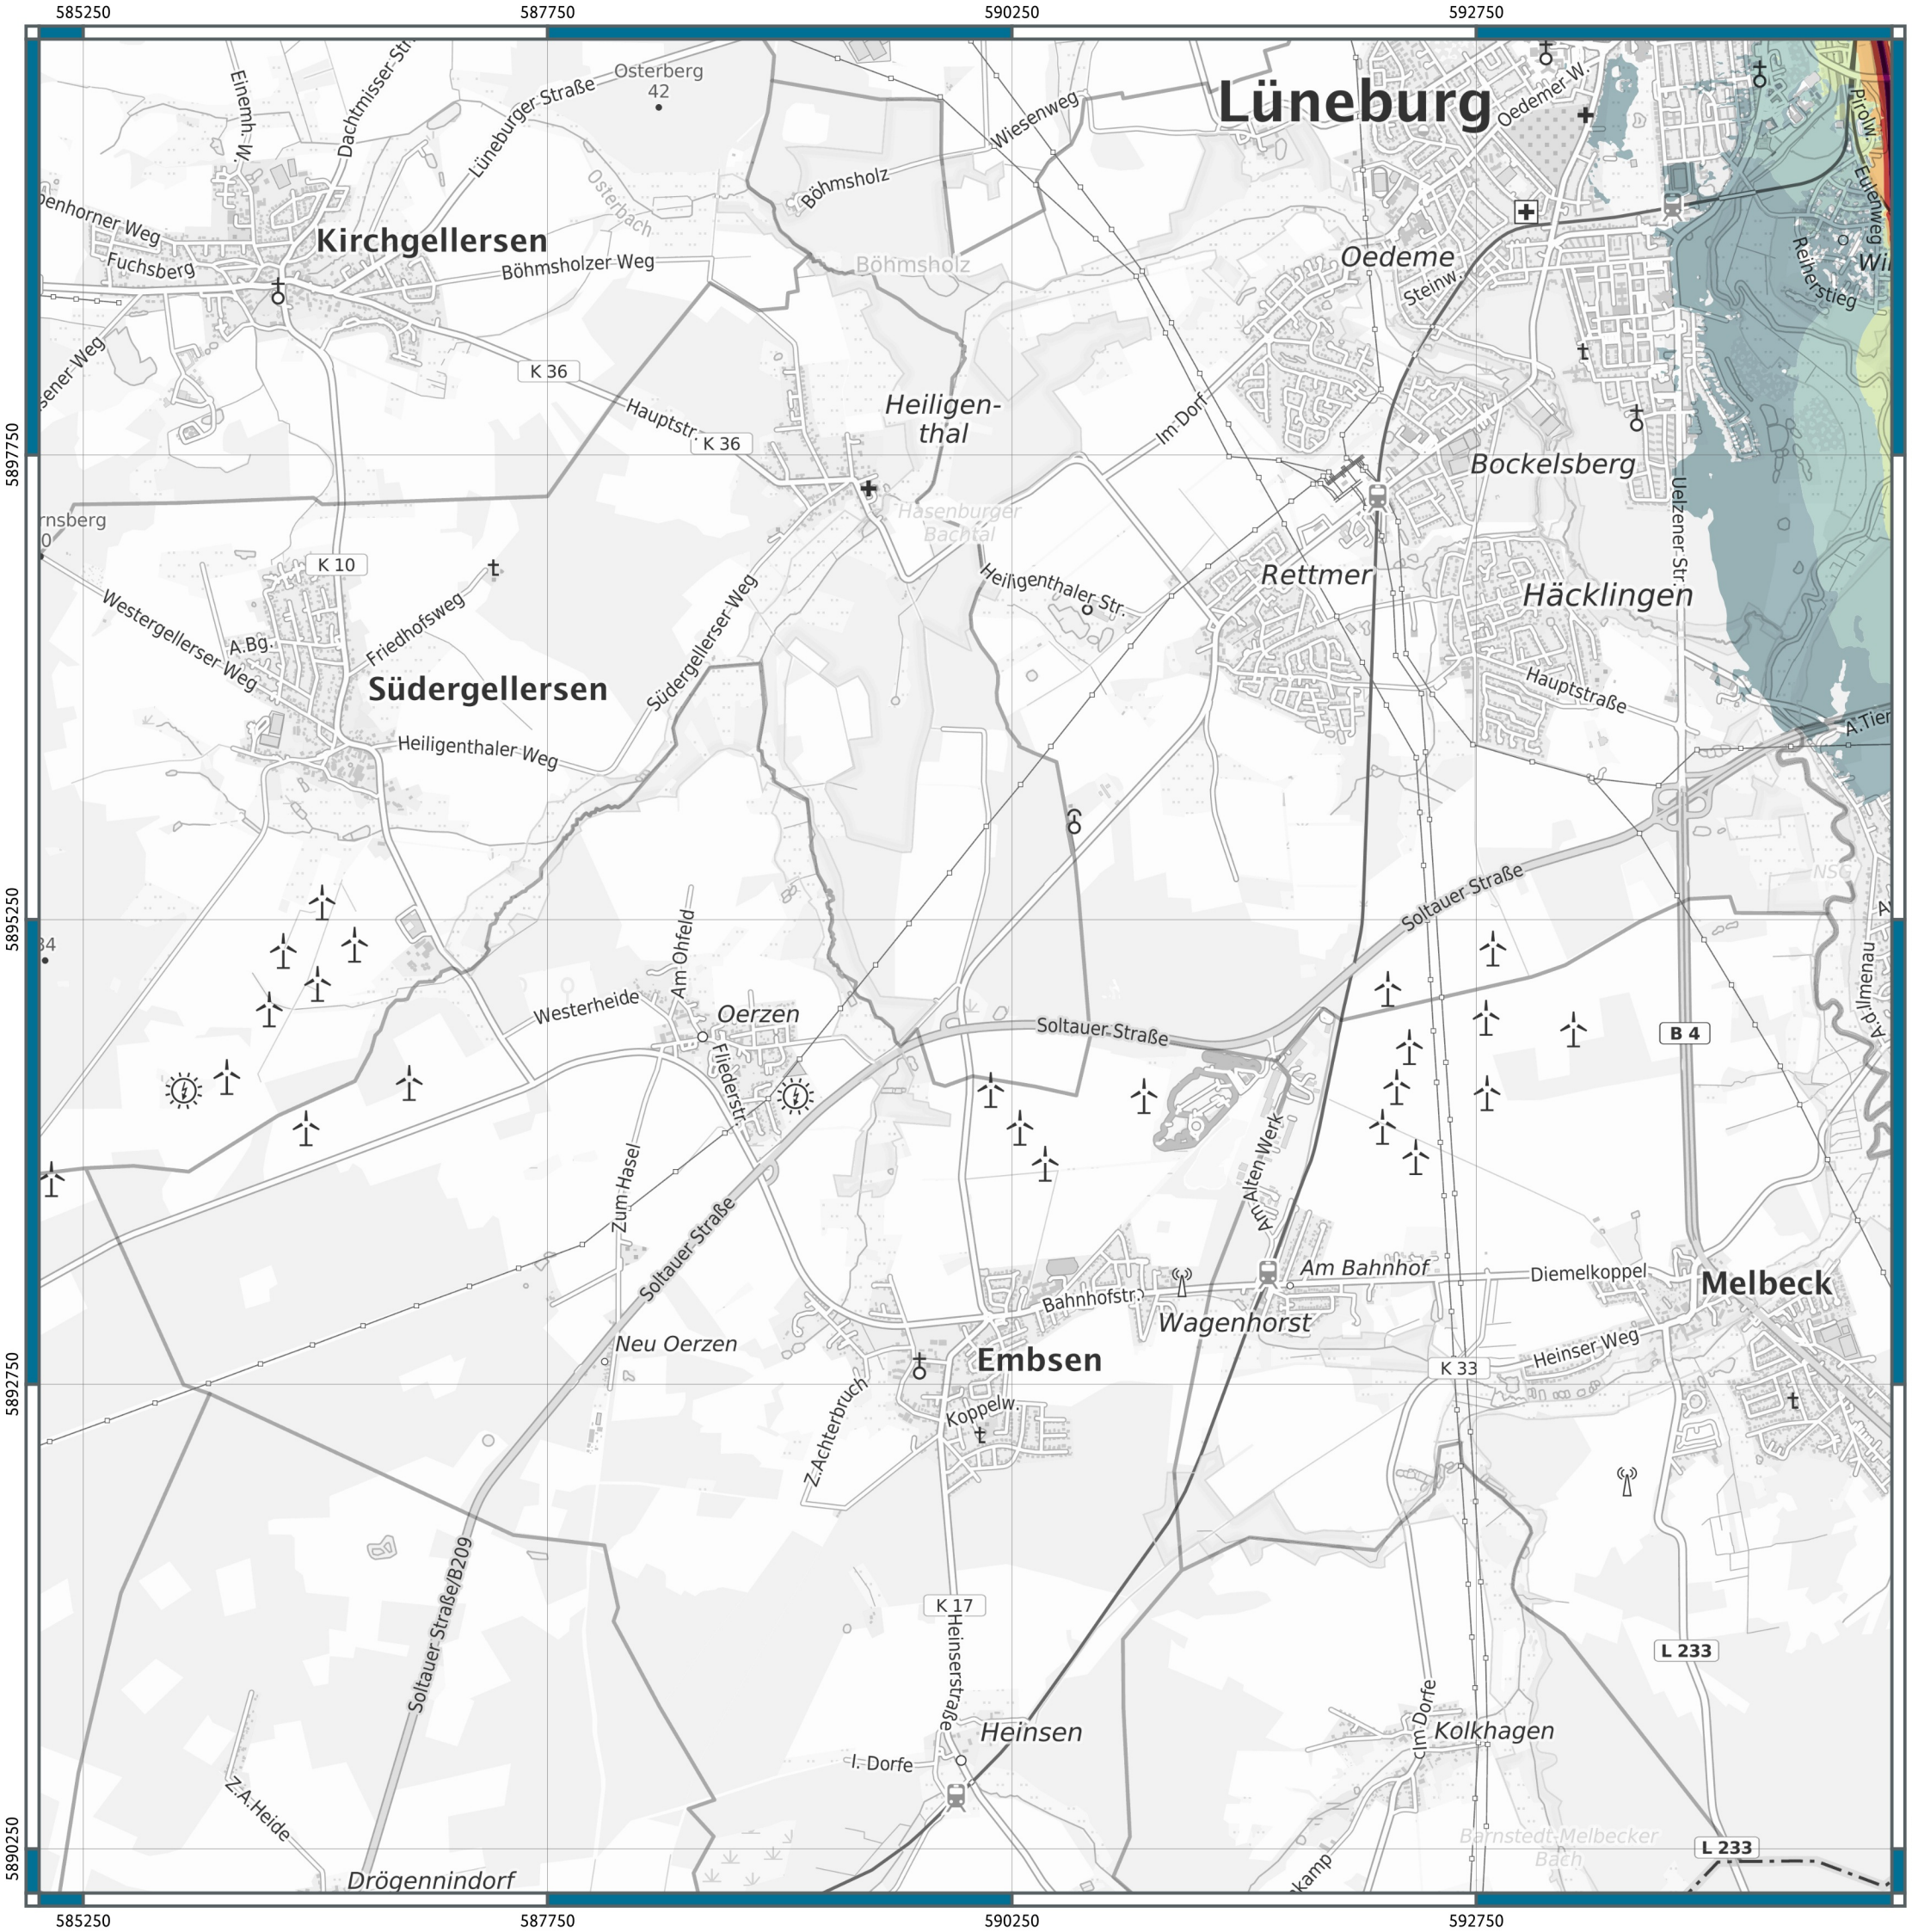 585250
587750
590250
592750
Osterberg
42
Einemh. W.
Lüneburger Straße
Wiesenweg
Lüneburg
Oedemer W.
Pirolw.
Eulenweg
Böhmsholz
Osterbach
Kirchgellersen
Fuchsberg
Böhmsholzer Weg
Böhmsholz
Oedeme
Steinw.
Reiherstieg
K 36
Hauptstr.
K 36
Heiligen-
thal
Im Dorf
Bockelsberg
5897750
Hasenburger
Bachtal
Uelzener-Str.
K 10
Heiligenthaler Str.
Rettmer
Häcklingen
Westergellerser Weg
A.Bg.
Friedhofsweg
Südergellerser Weg
Südergellersen
Hauptstraße
Heiligenthaler Weg
A.Tier
NSG
Soltauer Straße
5895250
34
Am Ohfeld
Westerheide
Oerzen
Fliederstr.
Soltauer Straße
B 4
A.d.Ilmenau
Am Alten Werk
Zum Hasel
Soltauer Straße
Am Bahnhof
Diemelkoppel
Melbeck
Bahnhofstr.
Wagenhorst
Neu Oerzen
Embsen
Heinser Weg
K 33
5892750
Z.Achterbruch
Koppelw.
Soltauer Straße/B209
K 17
Heinserstraße
L 233
Heinsen
Im Dorfe
Kolkhagen
I. Dorfe
Z.A.Heide
Barnstedt-Melbecker
Bach
L 233
5890250
Drögennindorf
585250
587750
590250
592750